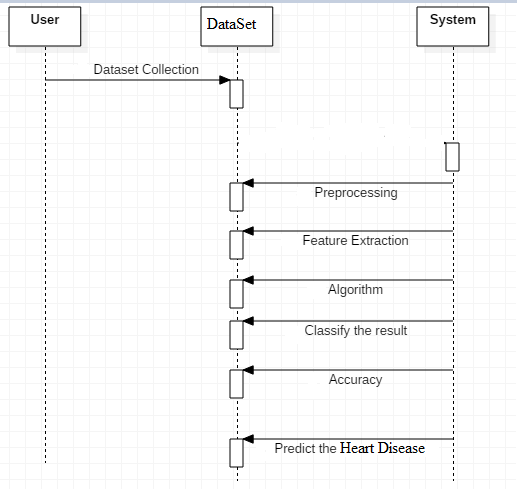 User
DataSet
System
Dataset Collection
Preprocessing
Feature Extraction
Algorithm
Classify the result
Accuracy
Predict the Heart Disease